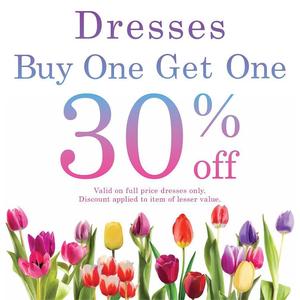 Dresses
Buy One Get One
30%
off
Valid on full price dresses only.
Discount applied to item of lesser value.